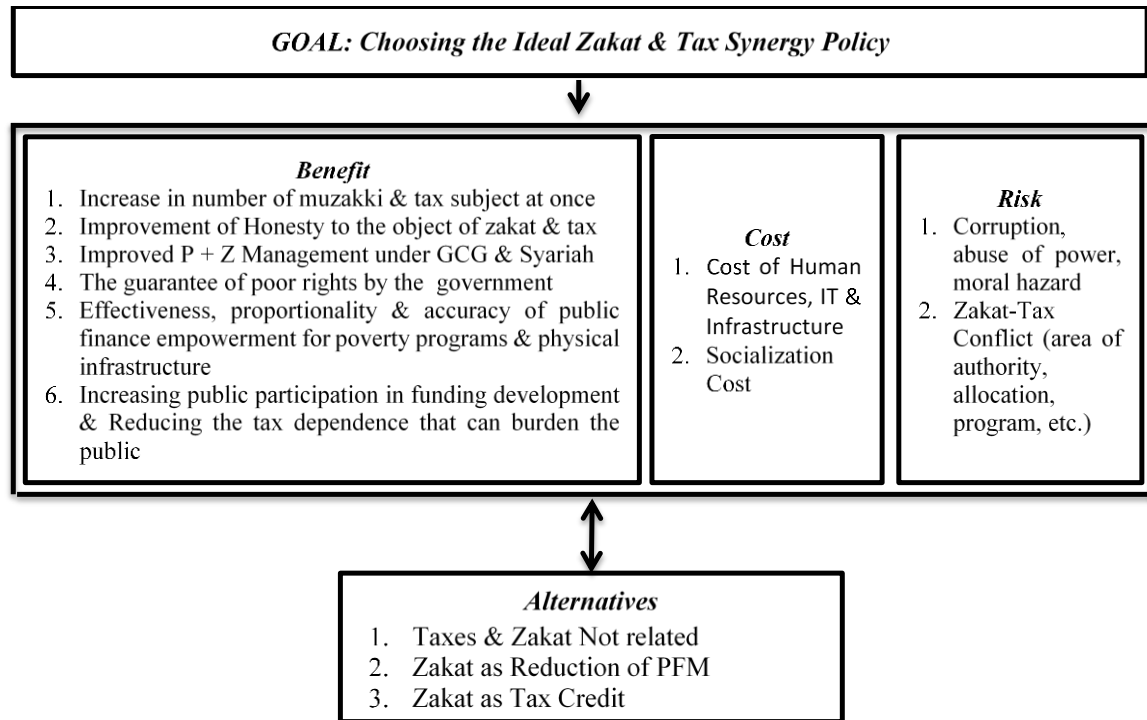 GOAL: Choosing the Ideal Zakat & Tax Synergy Policy
Benefit
1. Increase in number of muzakki & tax subject at once
2. Improvement of Honesty to the object of zakat & tax
3. Improved P + Z Management under GCG & Syariah
4. The guarantee of poor rights by the government
5. Effectiveness, proportionality & accuracy of public
finance empowerment for poverty programs & physical
infrastructure
6. Increasing public participation in funding development
& Reducing the tax dependence that can burden the
public
Cost
1. Cost of Human
Resources, IT &
Infrastructure
2. Socialization
Cost
Risk
1. Corruption,
abuse of power,
moral hazard
2. Zakat-Tax
Conflict (area of
authority,
allocation,
program, etc.)
Alternatives
1. Taxes & Zakat Not related
2. Zakat as Reduction of PFM
3. Zakat as Tax Credit